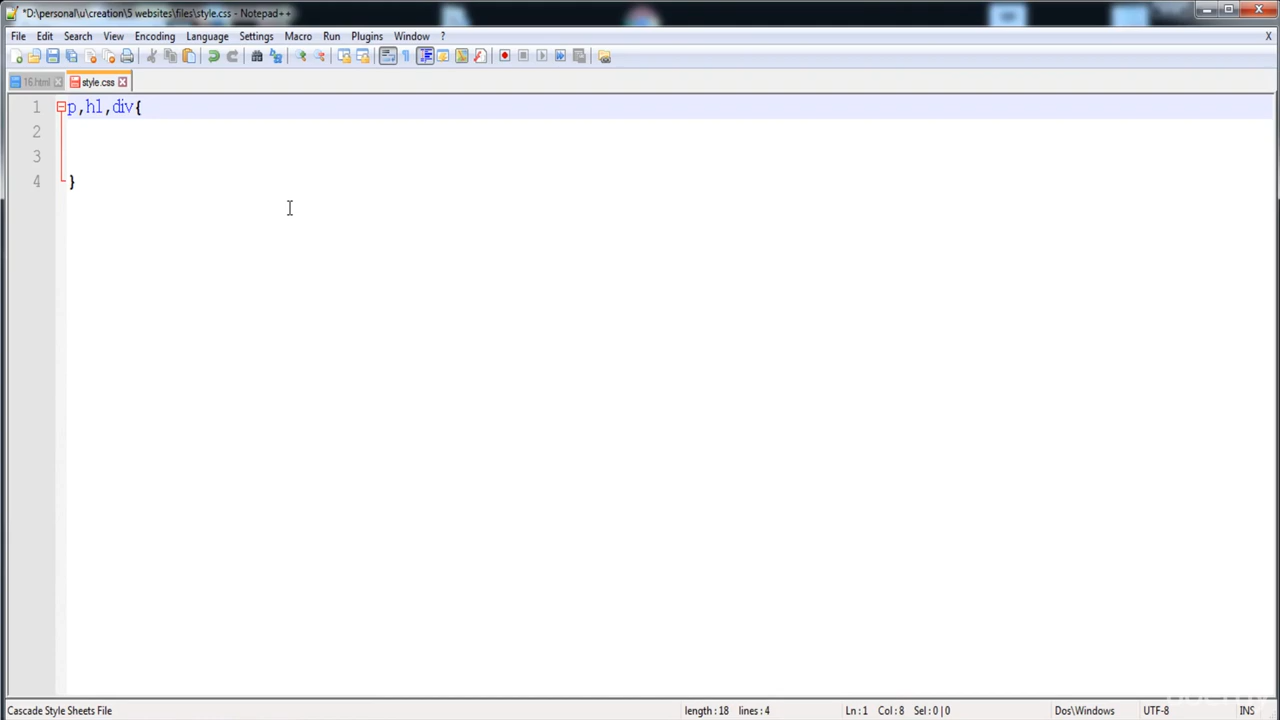 *D:\personal\u\creation\5 websites\files\style.css - Notepad++
File Edit Search View Encoding Language Settings Macro Run Plugins Window ? X
16.html style.css
1 p,h1,div{
2
3
4 }
Cascade Style Sheets File length : 18 lines : 4 Ln : 1 Col : 8 Sel : 0 | 0 Dos\Windows UTF-8 INS